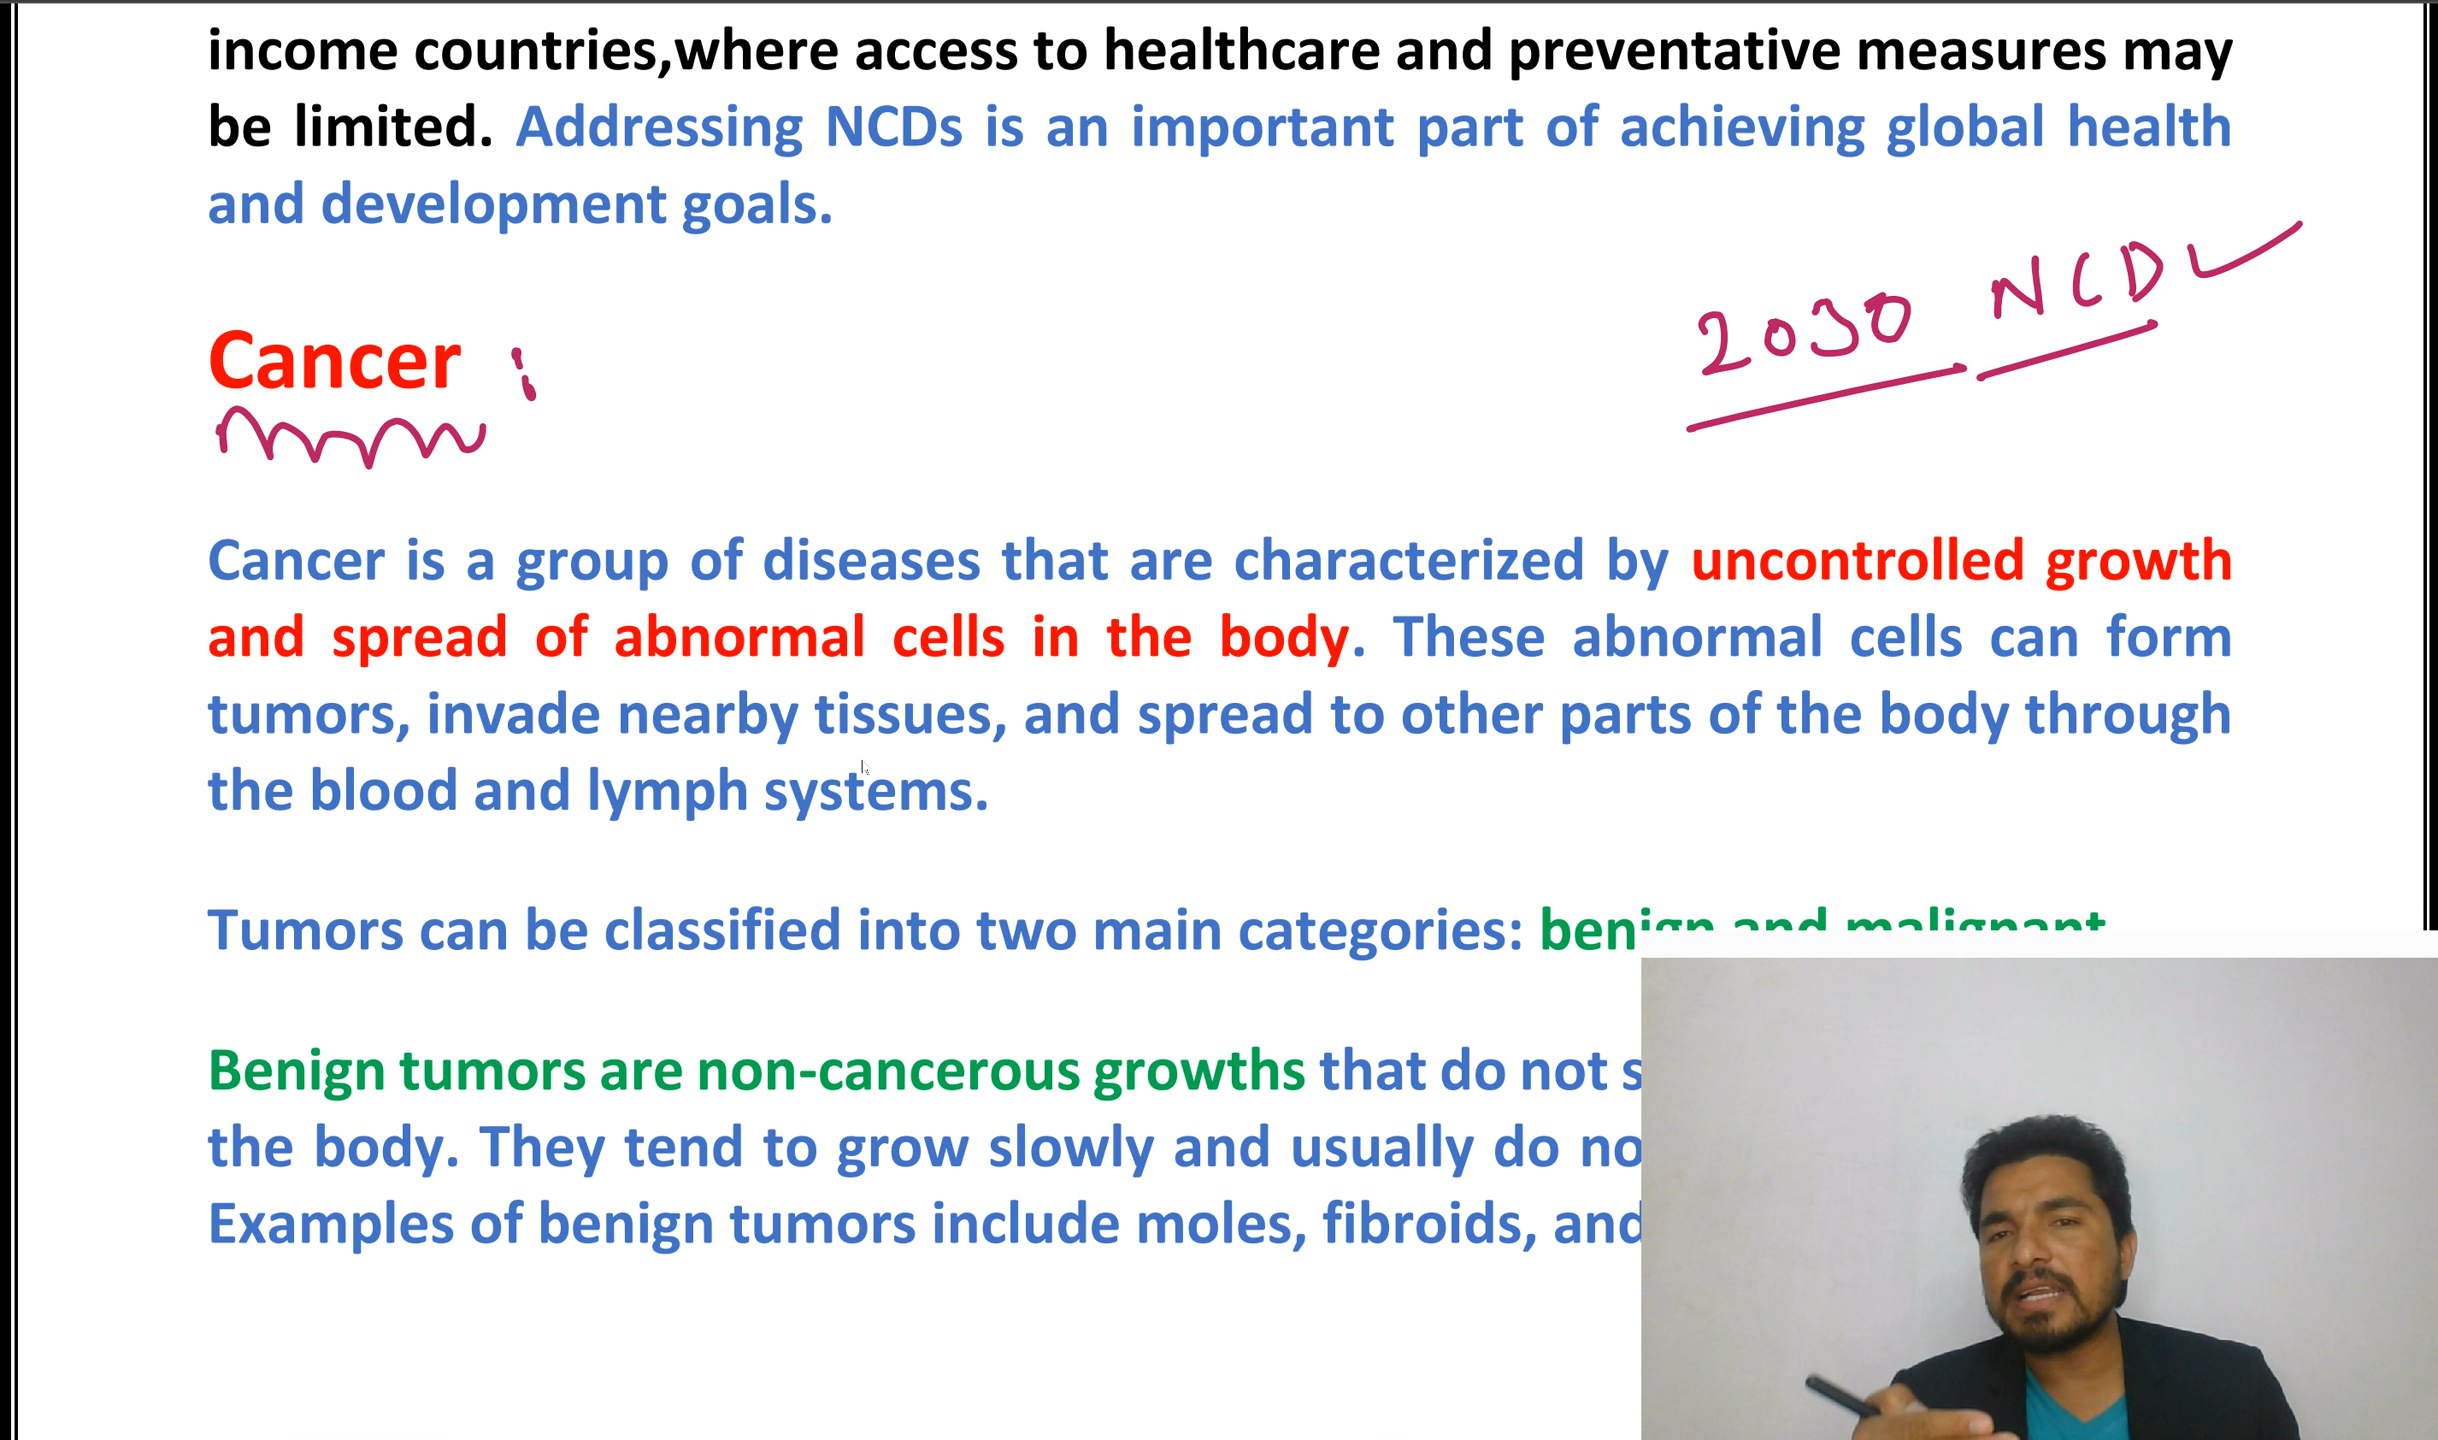 income countries,where access to healthcare and preventative measures may
be limited. Addressing NCDs is an important part of achieving global health
and development goals.
2030 NCD
Cancer :
Cancer is a group of diseases that are characterized by uncontrolled growth
and spread of abnormal cells in the body. These abnormal cells can form
tumors, invade nearby tissues, and spread to other parts of the body through
the blood and lymph systems.
Tumors can be classified into two main categories: benign and malignant
Benign tumors are non-cancerous growths that do not s
the body. They tend to grow slowly and usually do no
Examples of benign tumors include moles, fibroids, and